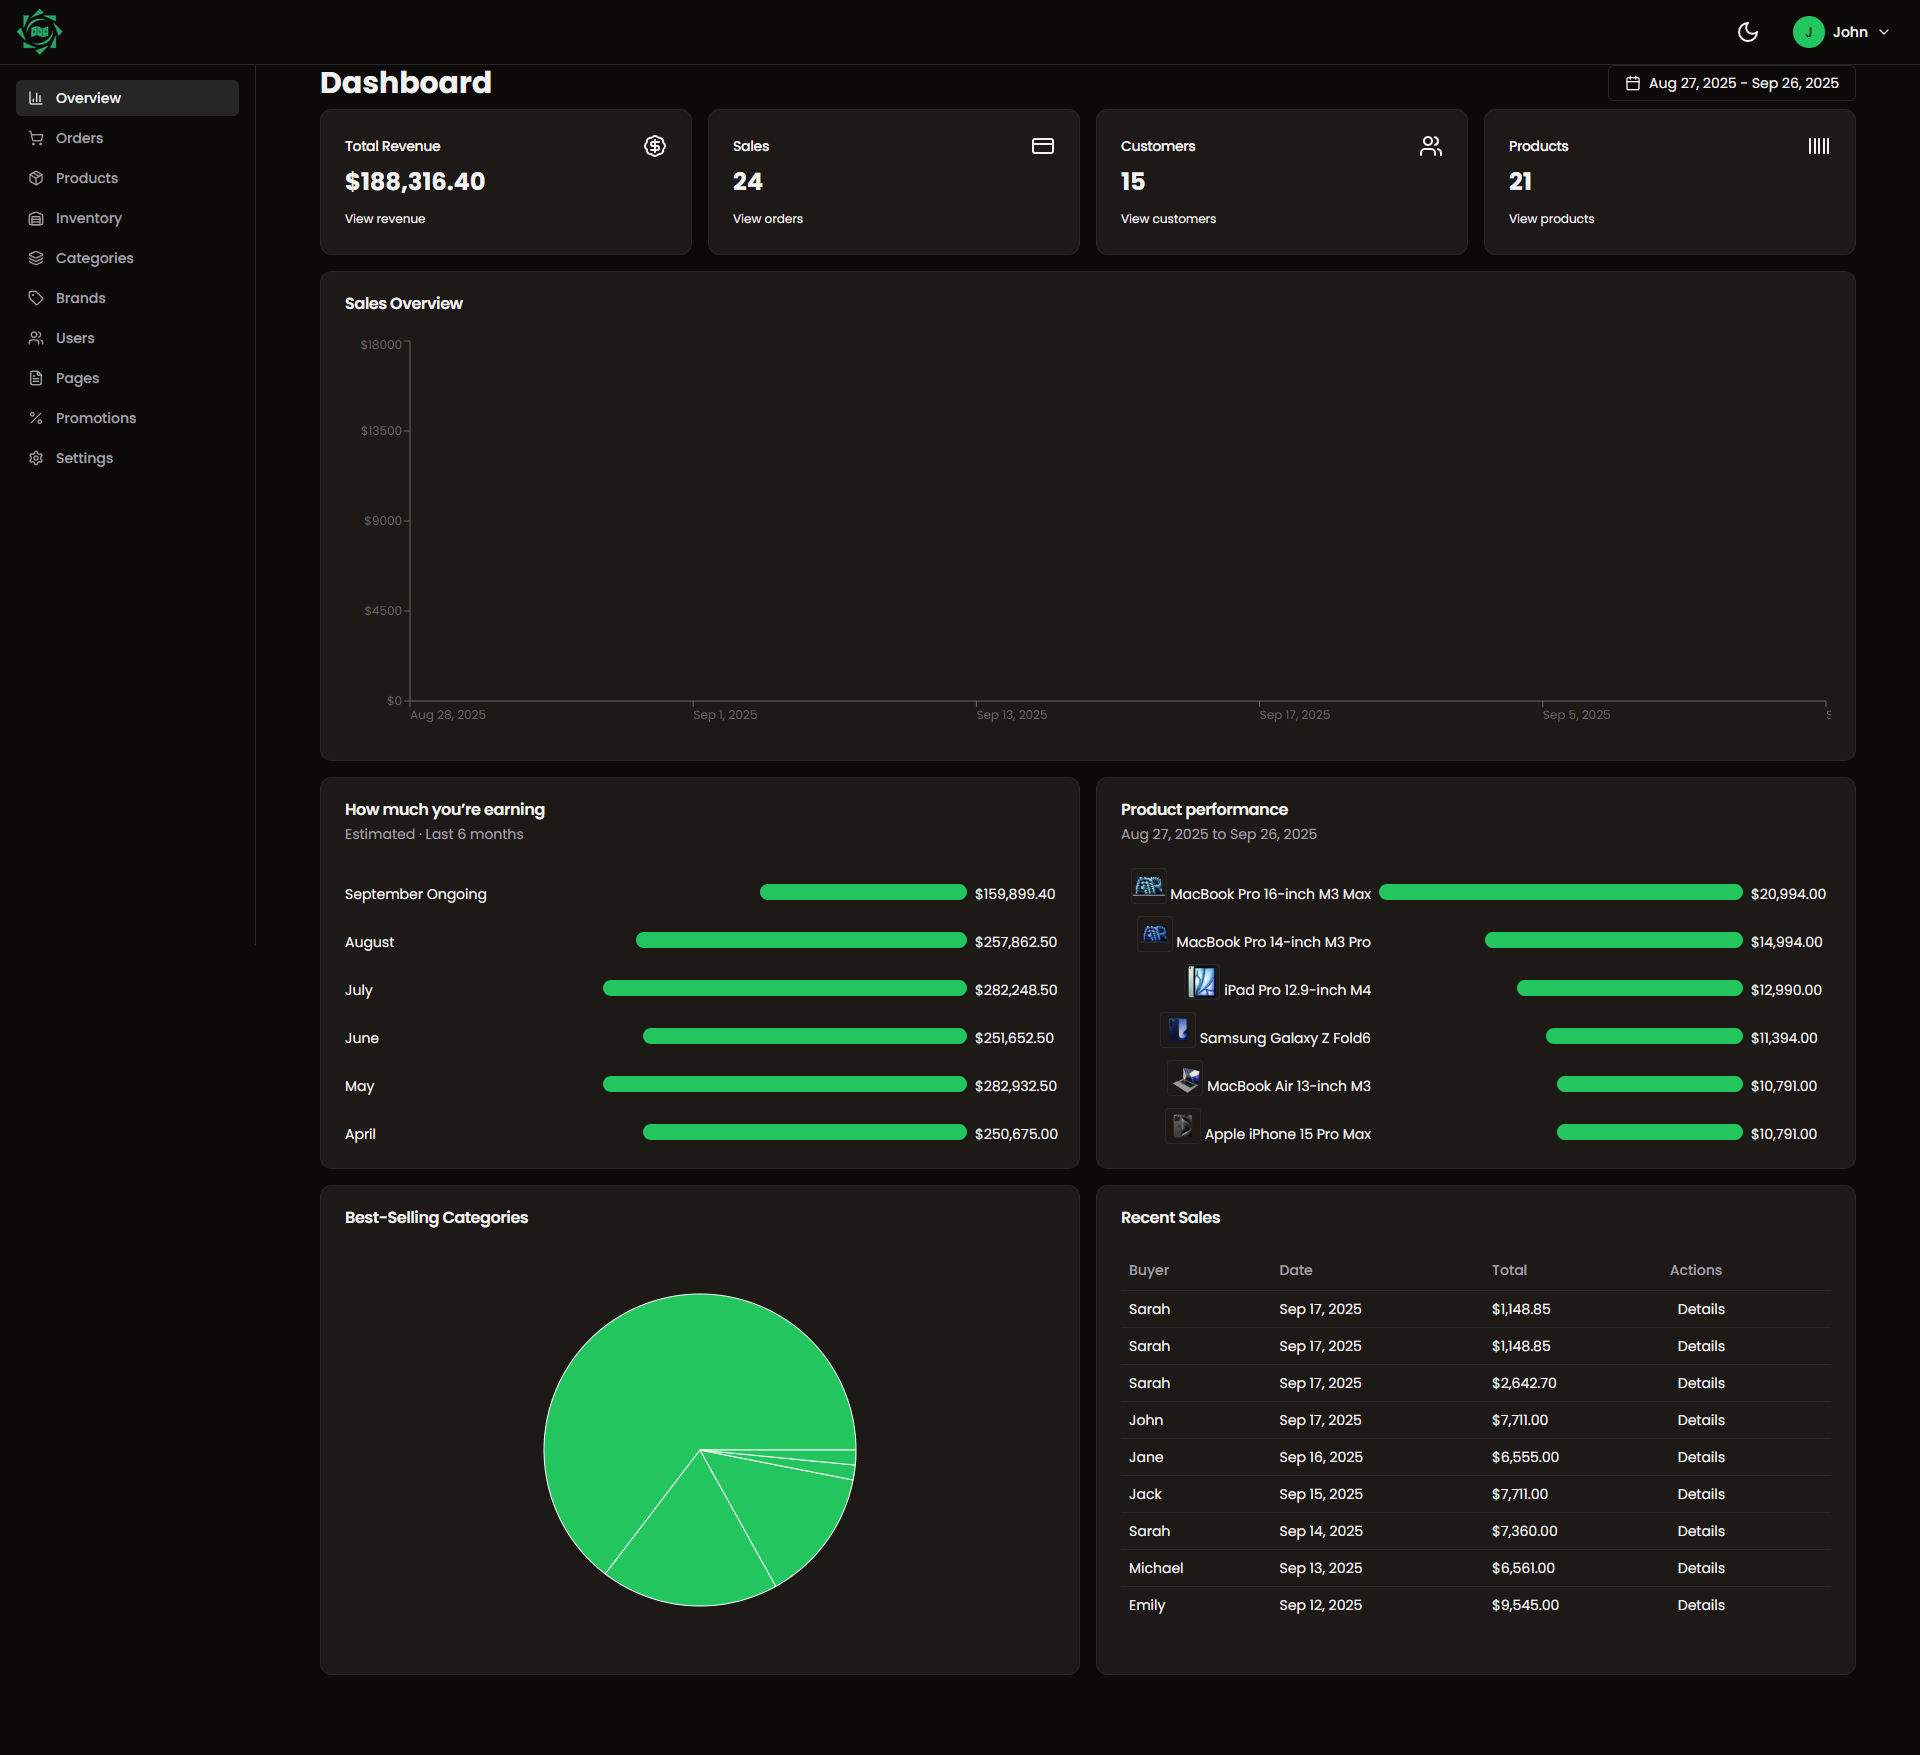 J John
Overview
Orders
Products
Inventory
Categories
Brands
Users
Pages
Promotions
Settings
Dashboard
Aug 27, 2025 - Sep 26, 2025
Total Revenue
$188,316.40
View revenue
Sales
24
View orders
Customers
15
View customers
Products
21
View products
Sales Overview
$18000
$13500
$9000
$4500
$0
Aug 28, 2025 Sep 1, 2025 Sep 13, 2025 Sep 17, 2025 Sep 5, 2025
How much you’re earning
Estimated · Last 6 months
September Ongoing $159,899.40
August $257,862.50
July $282,248.50
June $251,652.50
May $282,932.50
April $250,675.00
Product performance
Aug 27, 2025 to Sep 26, 2025
MacBook Pro 16-inch M3 Max $20,994.00
MacBook Pro 14-inch M3 Pro $14,994.00
iPad Pro 12.9-inch M4 $12,990.00
Samsung Galaxy Z Fold6 $11,394.00
MacBook Air 13-inch M3 $10,791.00
Apple iPhone 15 Pro Max $10,791.00
Best-Selling Categories
Recent Sales
Buyer Date Total Actions
Sarah Sep 17, 2025 $1,148.85 Details
Sarah Sep 17, 2025 $1,148.85 Details
Sarah Sep 17, 2025 $2,642.70 Details
John Sep 17, 2025 $7,711.00 Details
Jane Sep 16, 2025 $6,555.00 Details
Jack Sep 15, 2025 $7,711.00 Details
Sarah Sep 14, 2025 $7,360.00 Details
Michael Sep 13, 2025 $6,561.00 Details
Emily Sep 12, 2025 $9,545.00 Details